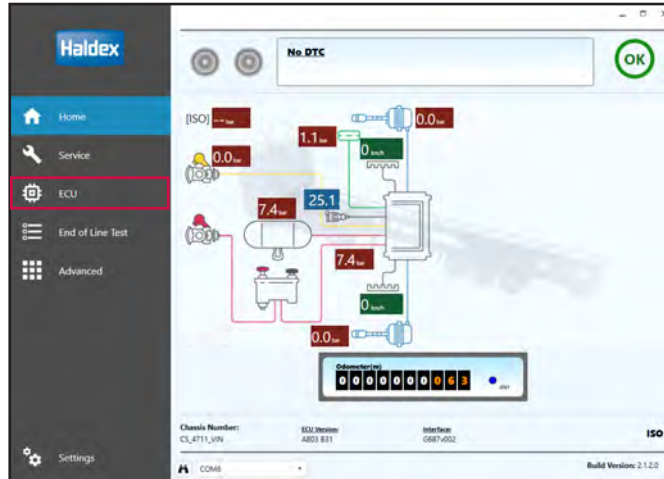 Haldex
No DTC
OK
Home
[ISO] --- bar
0.0 bar
1.1 bar
0 km/h
Service
0.0 bar
ECU
25.1
7.4 bar
End of Line Test
7.4 bar
Advanced
0 km/h
0.0 bar
Odometer(m)
0 0 0 0 0 0 0 0 6 3
Chassis Number:
ECU Version:
Interface:
CS_4711_VIN
A803 831
G687v002
ISO
Settings
COM6
Build Version: 2.1.2.0